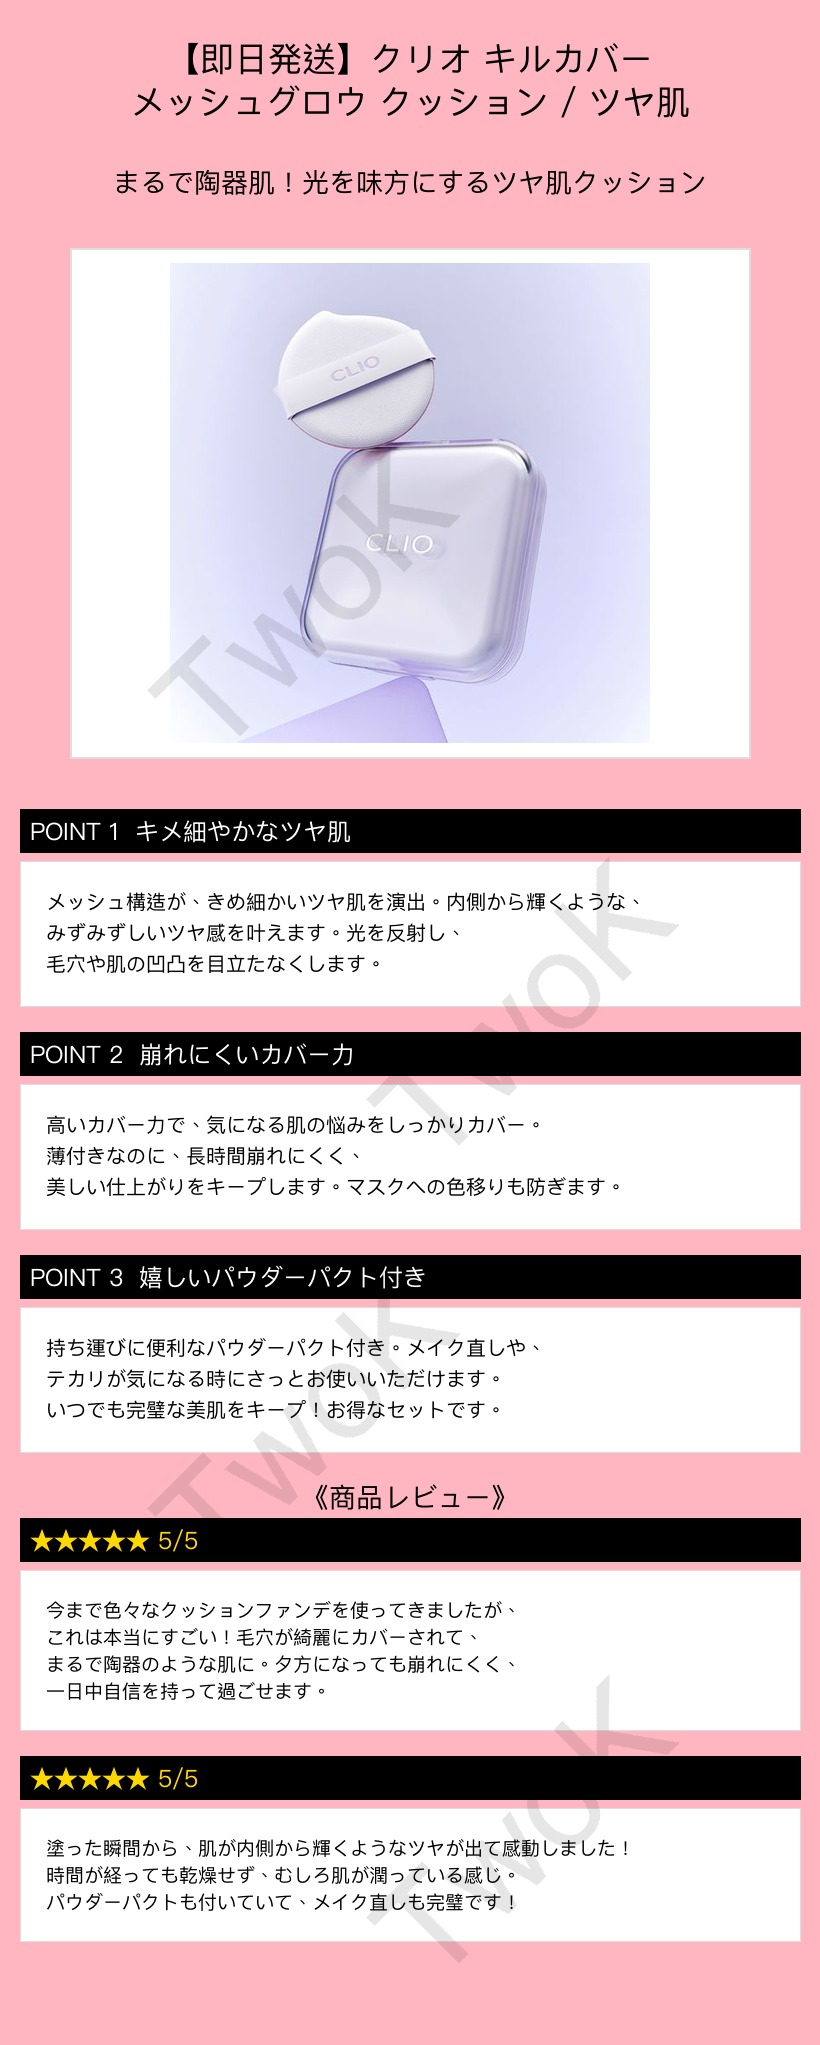 【即日発送】クリオ キルカバー
メッシュグロウ クッション / ツヤ肌
まるで陶器肌！光を味方にするツヤ肌クッション
CLIO
CLIO
TwoK
POINT 1 キメ細やかなツヤ肌
メッシュ構造が、きめ細かいツヤ肌を演出。内側から輝くような、
みずみずしいツヤ感を叶えます。光を反射し、
毛穴や肌の凹凸を目立たなくします。
TwoK
POINT 2 崩れにくいカバー力
高いカバー力で、気になる肌の悩みをしっかりカバー。
薄付きなのに、長時間崩れにくく、
美しい仕上がりをキープします。マスクへの色移りも防ぎます。
POINT 3 嬉しいパウダーパクト付き
持ち運びに便利なパウダーパクト付き。メイク直しや、
テカリが気になる時にさっとお使いいただけます。
いつでも完璧な美肌をキープ！お得なセットです。
TwoK
《商品レビュー》
★★★★★ 5/5
今まで色々なクッションファンデを使ってきましたが、
これは本当にすごい！毛穴が綺麗にカバーされて、
まるで陶器のような肌に。夕方になっても崩れにくく、
一日中自信を持って過ごせます。
★★★★★ 5/5
塗った瞬間から、肌が内側から輝くようなツヤが出て感動しました！
時間が経っても乾燥せず、むしろ肌が潤っている感じ。
パウダーパクトも付いていて、メイク直しも完璧です！
TwoK